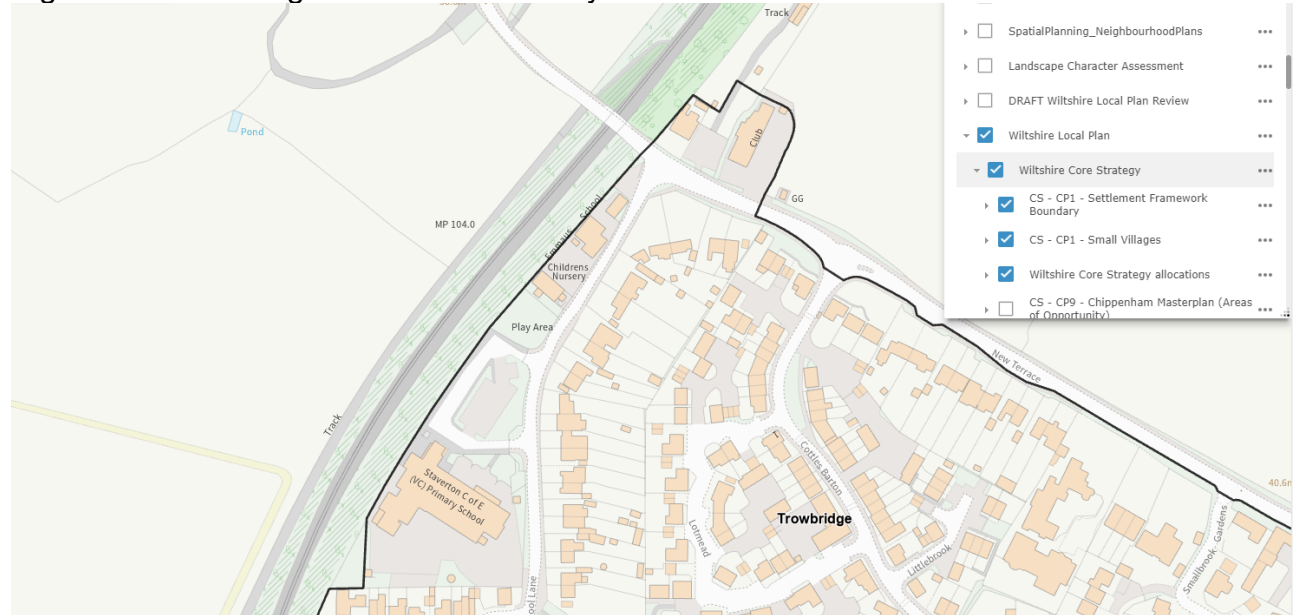 Track
SpatialPlanning_NeighbourhoodPlans
Landscape Character Assessment
DRAFT Wiltshire Local Plan Review
Wiltshire Local Plan
Wiltshire Core Strategy
CS - CP1 - Settlement Framework
Boundary
CS - CP1 - Small Villages
Wiltshire Core Strategy allocations
CS - CP9 - Chippenham Masterplan (Areas
of Opportunity)
Pond
Club
GG
MP 104.0
Emmaus School
Childrens
Nursery
Play Area
New Terrace
Track
Staverton C of E
(VC) Primary School
Cottles Barton
40.6m
Trowbridge
Lotmead
Littlebrook
Smallbrook Gardens
ool Lane